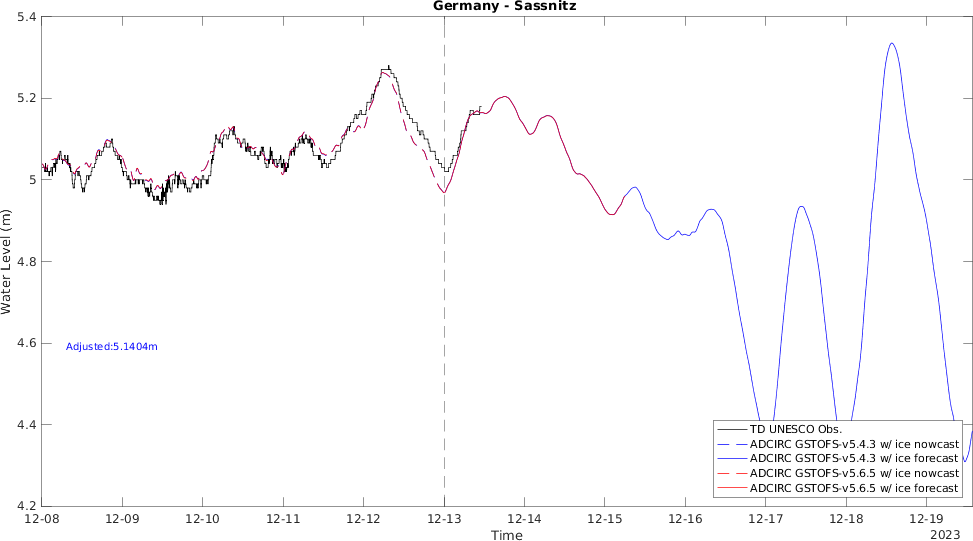 Germany - Sassnitz
5.4
5.2
5
4.8
4.6
4.4
4.2
Water Level (m)
Adjusted:5.1404m
TD UNESCO Obs.
ADCIRC GSTOFS-v5.4.3 w/ ice nowcast
ADCIRC GSTOFS-v5.4.3 w/ ice forecast
ADCIRC GSTOFS-v5.6.5 w/ ice nowcast
ADCIRC GSTOFS-v5.6.5 w/ ice forecast
12-08 12-09 12-10 12-11 12-12 12-13 12-14 12-15 12-16 12-17 12-18 12-19
Time
2023